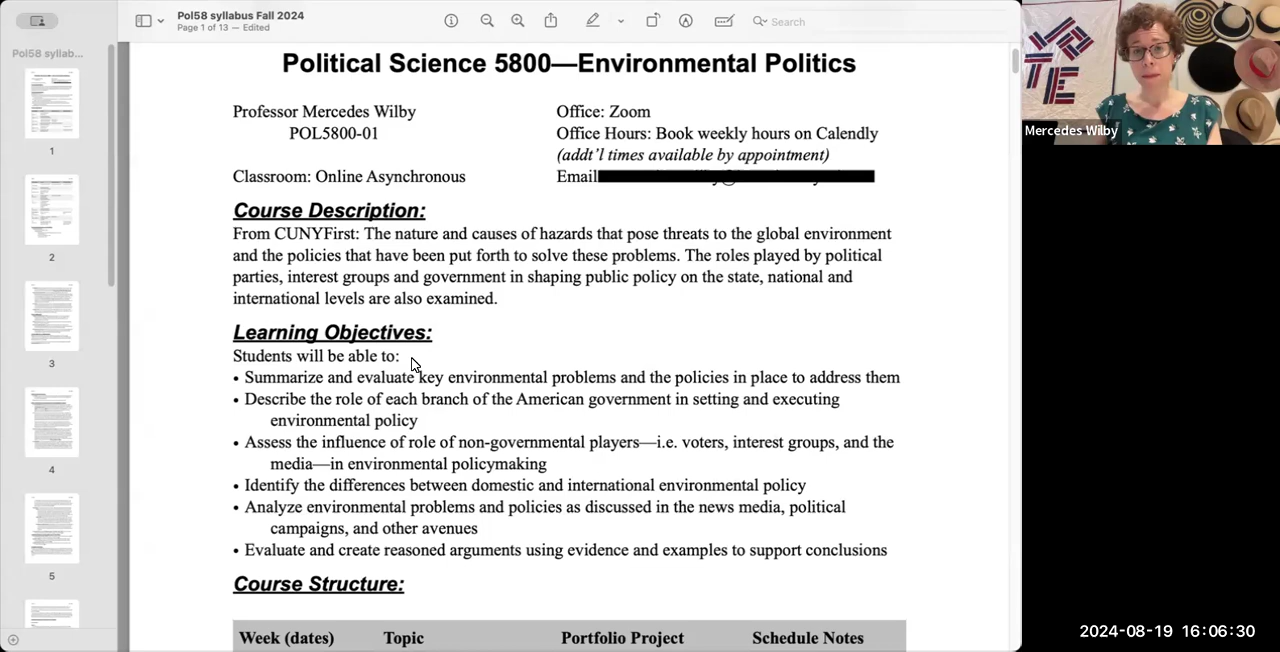 Pol58 syllabus Fall 2024
Page 1 of 13 — Edited
Search
Pol58 syllab...
1
2
3
4
5
Political Science 5800—Environmental Politics
Professor Mercedes Wilby
POL5800-01
Classroom: Online Asynchronous
Office: Zoom
Office Hours: Book weekly hours on Calendly
(addt’l times available by appointment)
Email
Course Description:
From CUNYFirst: The nature and causes of hazards that pose threats to the global environment
and the policies that have been put forth to solve these problems. The roles played by political
parties, interest groups and government in shaping public policy on the state, national and
international levels are also examined.
Learning Objectives:
Students will be able to:
• Summarize and evaluate key environmental problems and the policies in place to address them
• Describe the role of each branch of the American government in setting and executing
environmental policy
• Assess the influence of role of non-governmental players—i.e. voters, interest groups, and the
media—in environmental policymaking
• Identify the differences between domestic and international environmental policy
• Analyze environmental problems and policies as discussed in the news media, political
campaigns, and other avenues
• Evaluate and create reasoned arguments using evidence and examples to support conclusions
Course Structure:
Week (dates) Topic Portfolio Project Schedule Notes
VOTE
Mercedes Wilby
2024-08-19 16:06:30